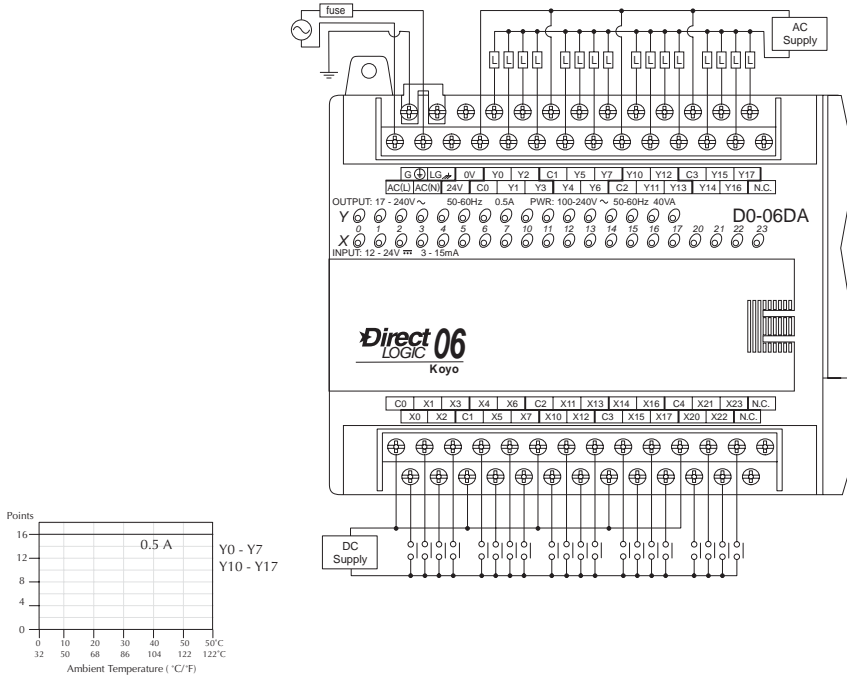 fuse
AC
Supply
L L L L L L L L L L L L L L L L
G LG 0V Y0 Y2 C1 Y5 Y7 Y10 Y12 C3 Y15 Y17
AC(L) AC(N) 24V C0 Y1 Y3 Y4 Y6 C2 Y11 Y13 Y14 Y16 N.C.
OUTPUT: 17 - 240V ~ 50-60Hz 0.5A PWR: 100-240V ~ 50-60Hz 40VA
D0-06DA
Y
0 1 2 3 4 5 6 7 10 11 12 13 14 15 16 17 20 21 22 23
X
INPUT: 12 - 24V ⎓ 3 - 15mA
Direct
LOGIC 06
Koyo
C0 X1 X3 X4 X6 C2 X11 X13 X14 X16 C4 X21 X23 N.C.
X0 X2 C1 X5 X7 X10 X12 C3 X15 X17 X20 X22 N.C.
DC
Supply
Points
16
12
8
4
0
0.5 A
Y0 - Y7
Y10 - Y17
0 10 20 30 40 50 50˚C
32 50 68 86 104 122 122˚C
Ambient Temperature ( ˚C/˚F)